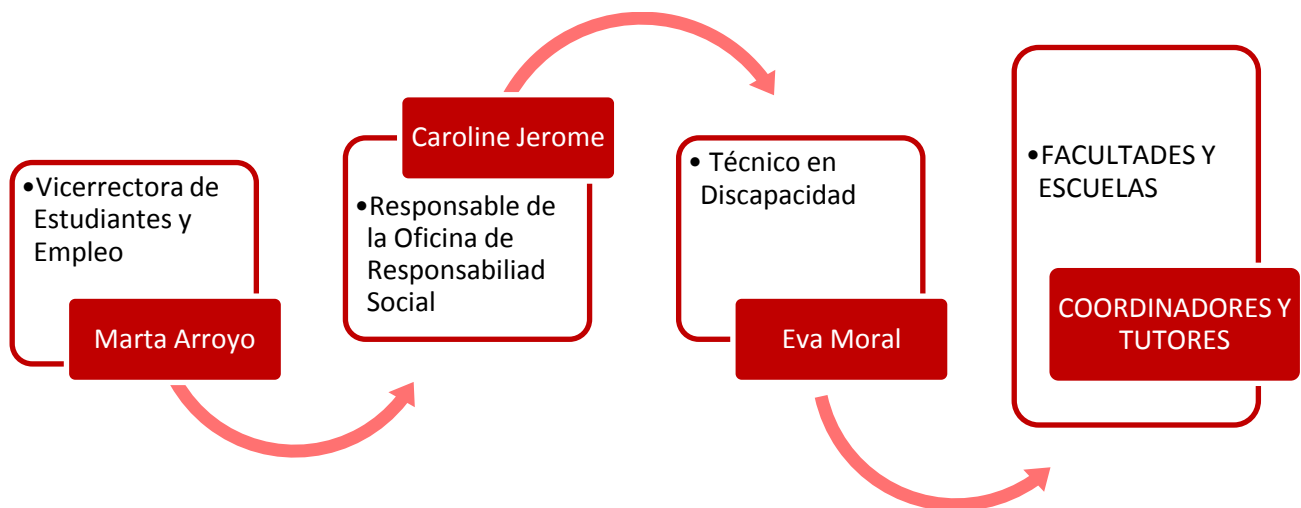 •Vicerrectora de
Estudiantes y
Empleo
Marta Arroyo
Caroline Jerome
•Responsable de
la Oficina de
Responsabiliad
Social
• Técnico en
Discapacidad
Eva Moral
•FACULTADES Y
ESCUELAS
COORDINADORES Y
TUTORES